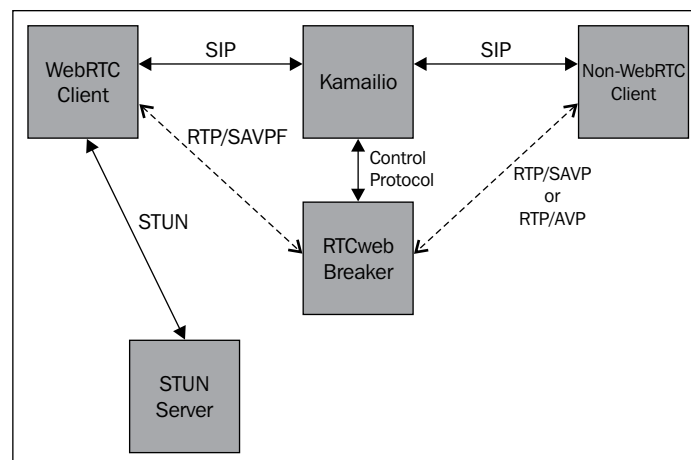 SIP
SIP
WebRTC
Client
Kamailio
Non-WebRTC
Client
RTP/SAVPF
Control
Protocol
RTP/SAVP
or
RTP/AVP
STUN
RTCweb
Breaker
STUN
Server